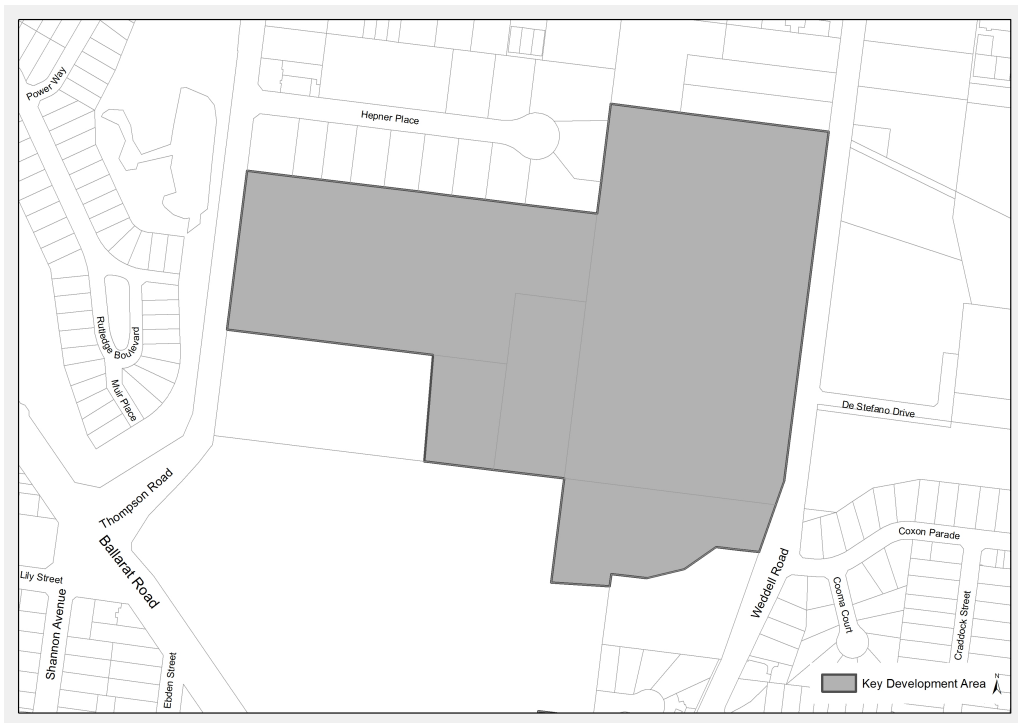 Power Way
Hepner Place
Rutledge Boulevard
Muir Place
De Stefano Drive
Thompson Road
Ballarat Road
Coxon Parade
Lily Street
Shannon Avenue
Weddell Road
Cooma Court
Craddock Street
Ebden Street
Key Development Area
N